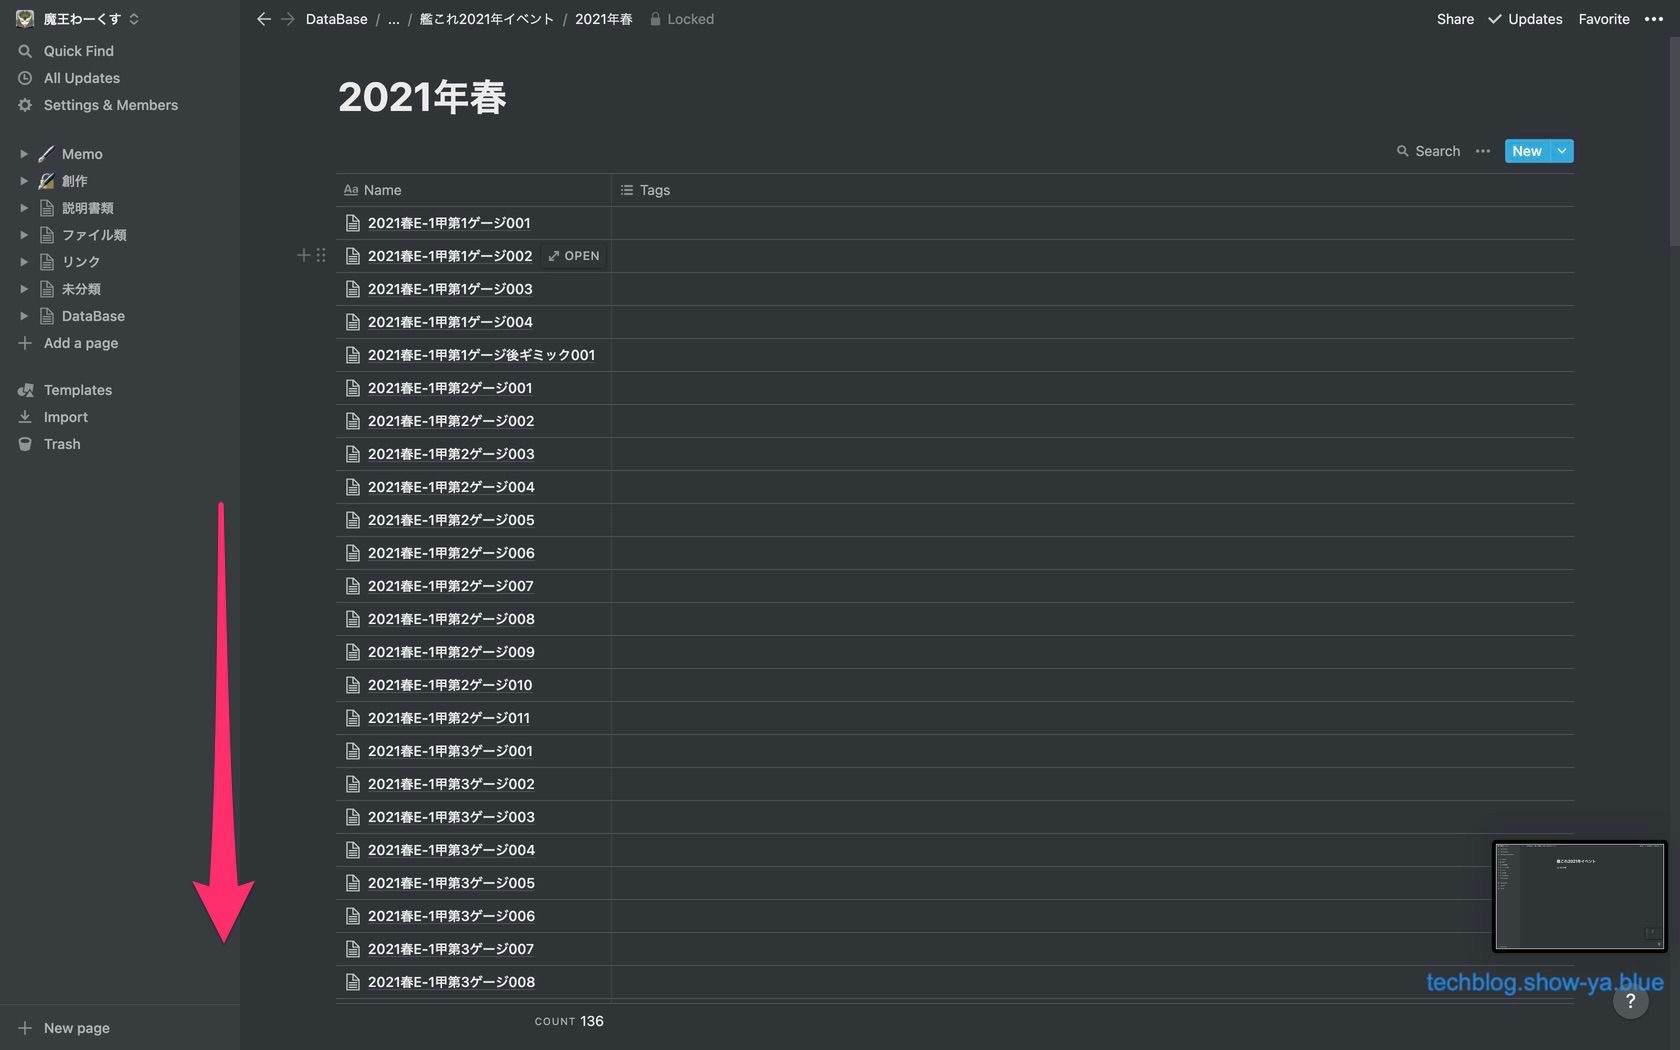 魔王わーくす
Quick Find
All Updates
Settings & Members
Memo
創作
説明書類
ファイル類
リンク
未分類
DataBase
Add a page
Templates
Import
Trash
New page
DataBase / ... / 艦これ2021年イベント / 2021年春 Locked
Share Updates Favorite
2021年春
Search New
Aa Name Tags
2021春E-1甲第1ゲージ001
2021春E-1甲第1ゲージ002 OPEN
2021春E-1甲第1ゲージ003
2021春E-1甲第1ゲージ004
2021春E-1甲第1ゲージ後ギミック001
2021春E-1甲第2ゲージ001
2021春E-1甲第2ゲージ002
2021春E-1甲第2ゲージ003
2021春E-1甲第2ゲージ004
2021春E-1甲第2ゲージ005
2021春E-1甲第2ゲージ006
2021春E-1甲第2ゲージ007
2021春E-1甲第2ゲージ008
2021春E-1甲第2ゲージ009
2021春E-1甲第2ゲージ010
2021春E-1甲第2ゲージ011
2021春E-1甲第3ゲージ001
2021春E-1甲第3ゲージ002
2021春E-1甲第3ゲージ003
2021春E-1甲第3ゲージ004
2021春E-1甲第3ゲージ005
2021春E-1甲第3ゲージ006
2021春E-1甲第3ゲージ007
2021春E-1甲第3ゲージ008
COUNT 136
艦これ2021年イベント
techblog.show-ya.blue
?